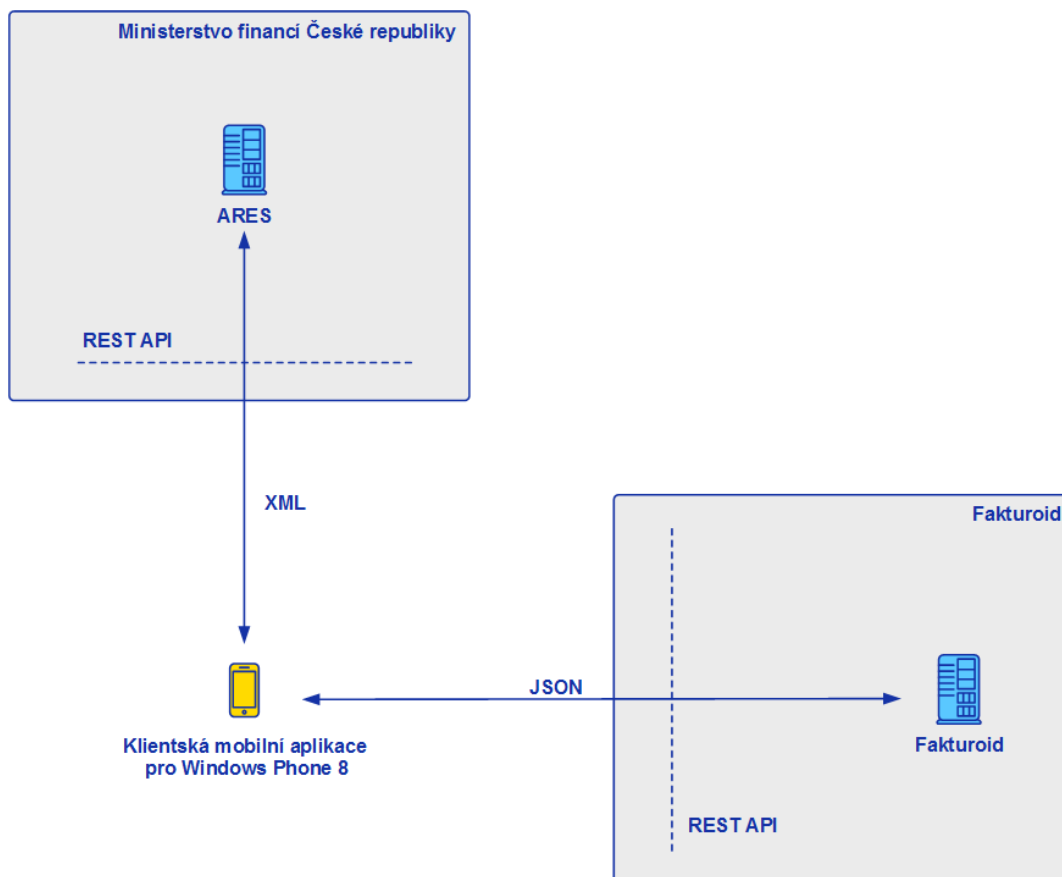 Ministerstvo financí České republiky
ARES
REST API
XML
Fakturoid
JSON
Klientská mobilní aplikace
pro Windows Phone 8
Fakturoid
REST API